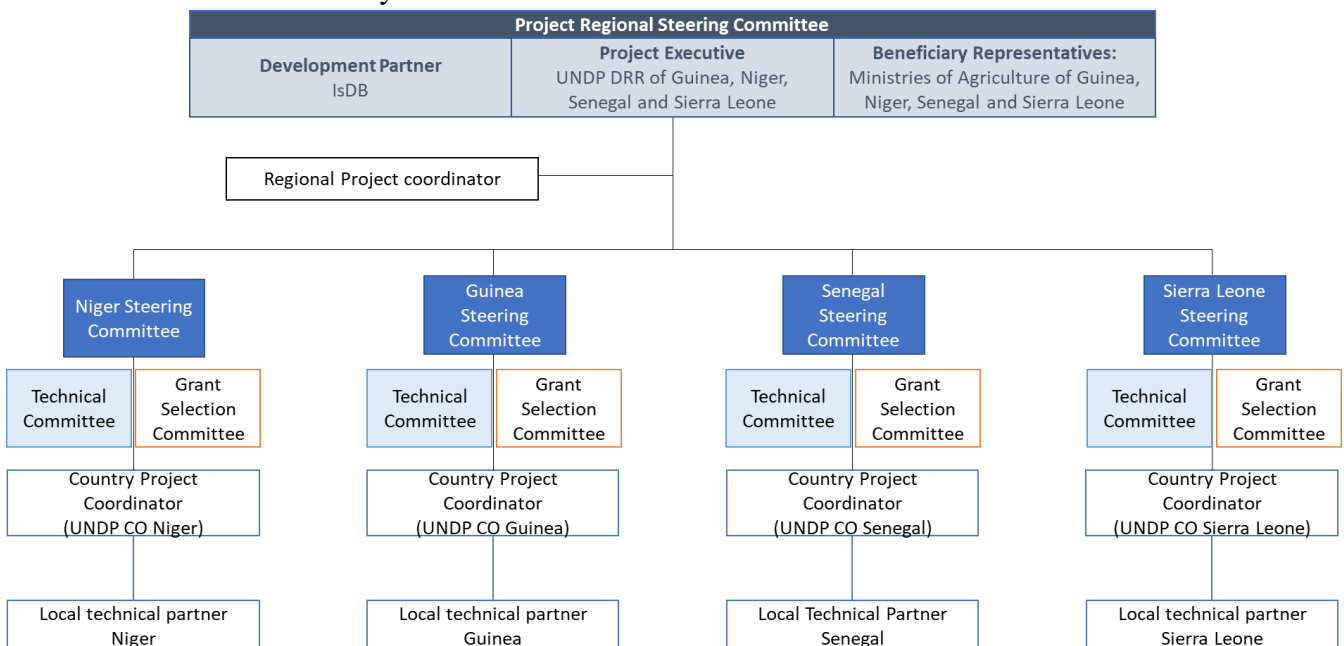 Project Regional Steering Committee
Development Partner
IsDB
Project Executive
UNDP DRR of Guinea, Niger,
Senegal and Sierra Leone
Beneficiary Representatives:
Ministries of Agriculture of Guinea,
Niger, Senegal and Sierra Leone
Regional Project coordinator
Niger Steering
Committee
Guinea
Steering
Committee
Senegal
Steering
Committee
Sierra Leone
Steering
Committee
Technical
Committee
Grant
Selection
Committee
Technical
Committee
Grant
Selection
Committee
Technical
Committee
Grant
Selection
Committee
Technical
Committee
Grant
Selection
Committee
Country Project
Coordinator
(UNDP CO Niger)
Country Project
Coordinator
(UNDP CO Guinea)
Country Project
Coordinator
(UNDP CO Senegal)
Country Project
Coordinator
(UNDP CO Sierra Leone)
Local technical partner
Niger
Local technical partner
Guinea
Local Technical Partner
Senegal
Local technical partner
Sierra Leone